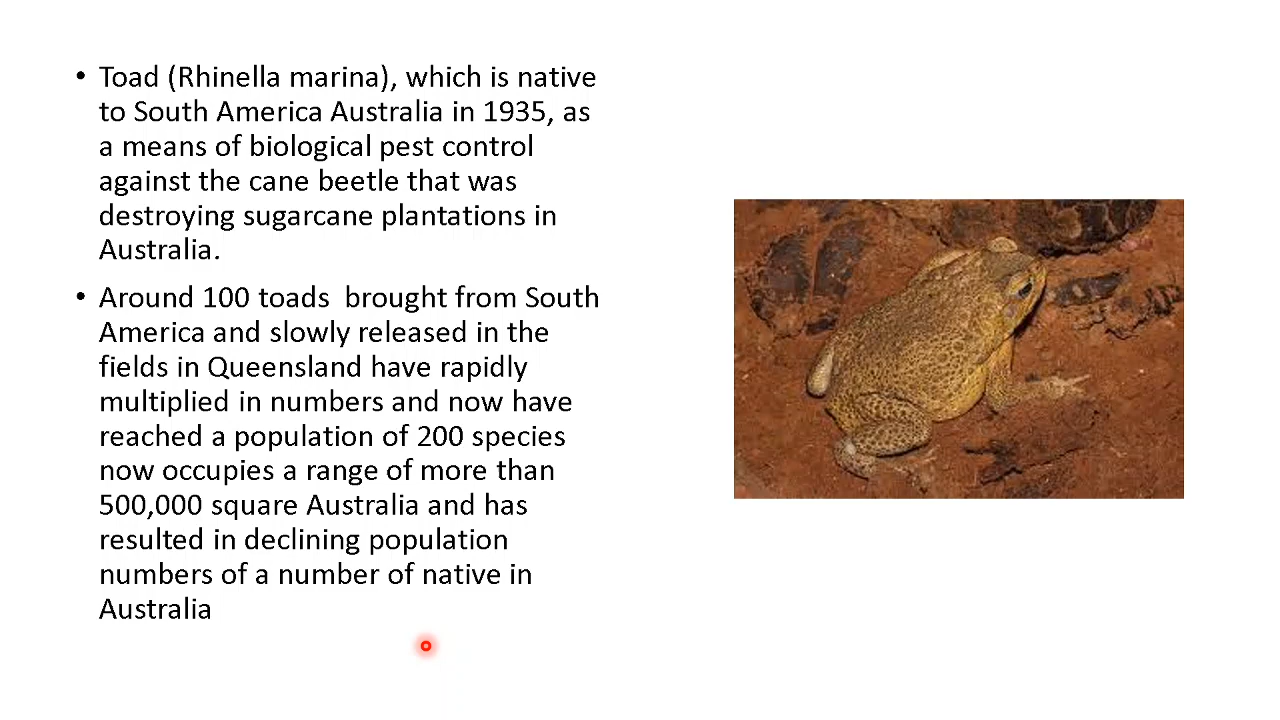 • Toad (Rhinella marina), which is native
to South America Australia in 1935, as
a means of biological pest control
against the cane beetle that was
destroying sugarcane plantations in
Australia.
• Around 100 toads  brought from South
America and slowly released in the
fields in Queensland have rapidly
multiplied in numbers and now have
reached a population of 200 species
now occupies a range of more than
500,000 square Australia and has
resulted in declining population
numbers of a number of native in
Australia